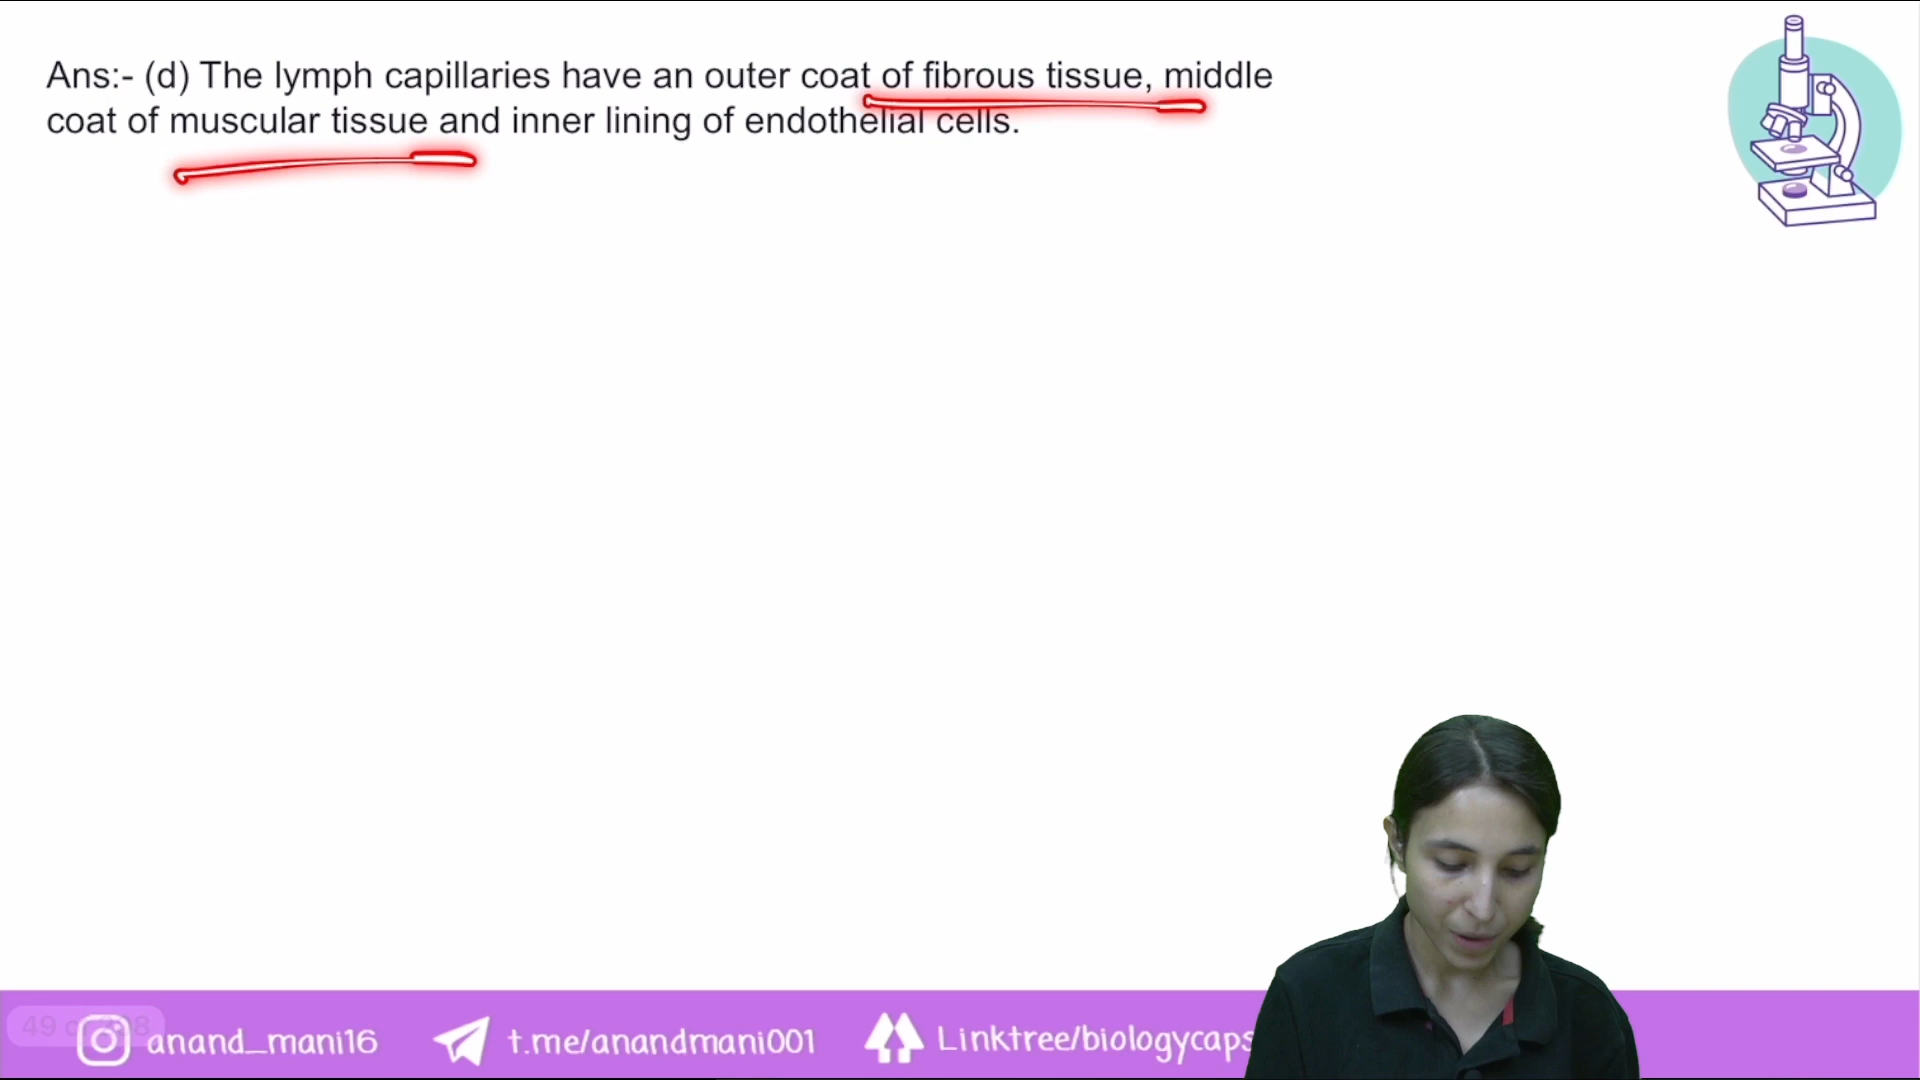 Ans:- (d) The lymph capillaries have an outer coat of fibrous tissue, middle
coat of muscular tissue and inner lining of endothelial cells.
49
anand_mani16
t.me/anandmani001
Linktree/biologycaps